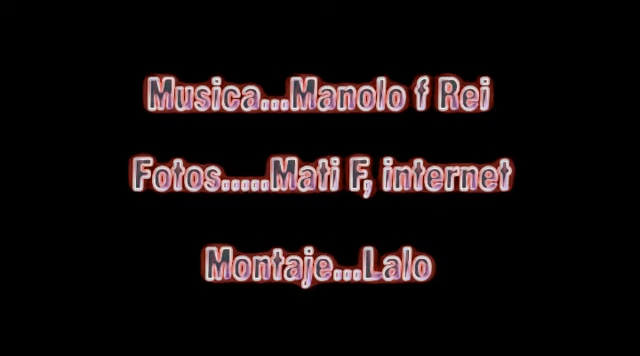 Musica...Manolo f Rei
Fotos.....Mati F, internet
Montaje...Lalo